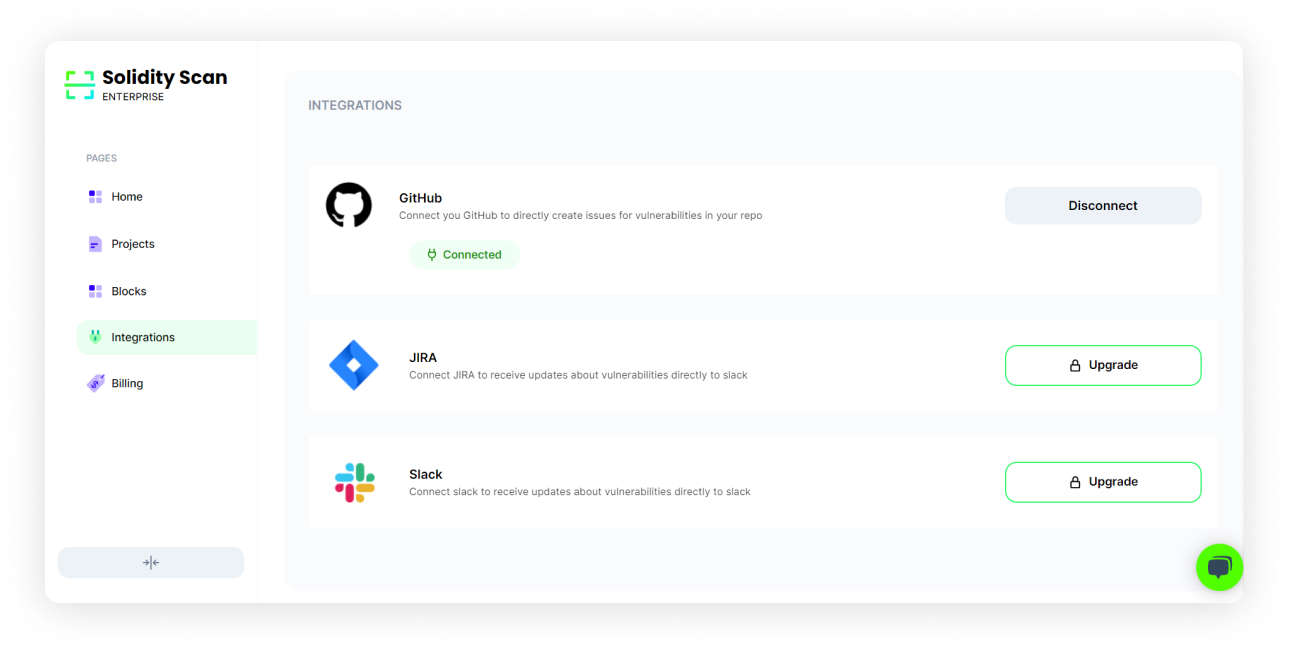 Solidity Scan
ENTERPRISE
PAGES
Home
Projects
Blocks
Integrations
Billing
INTEGRATIONS
GitHub
Connect you GitHub to directly create issues for vulnerabilities in your repo
Connected
Disconnect
JIRA
Connect JIRA to receive updates about vulnerabilities directly to slack
Upgrade
Slack
Connect slack to receive updates about vulnerabilities directly to slack
Upgrade